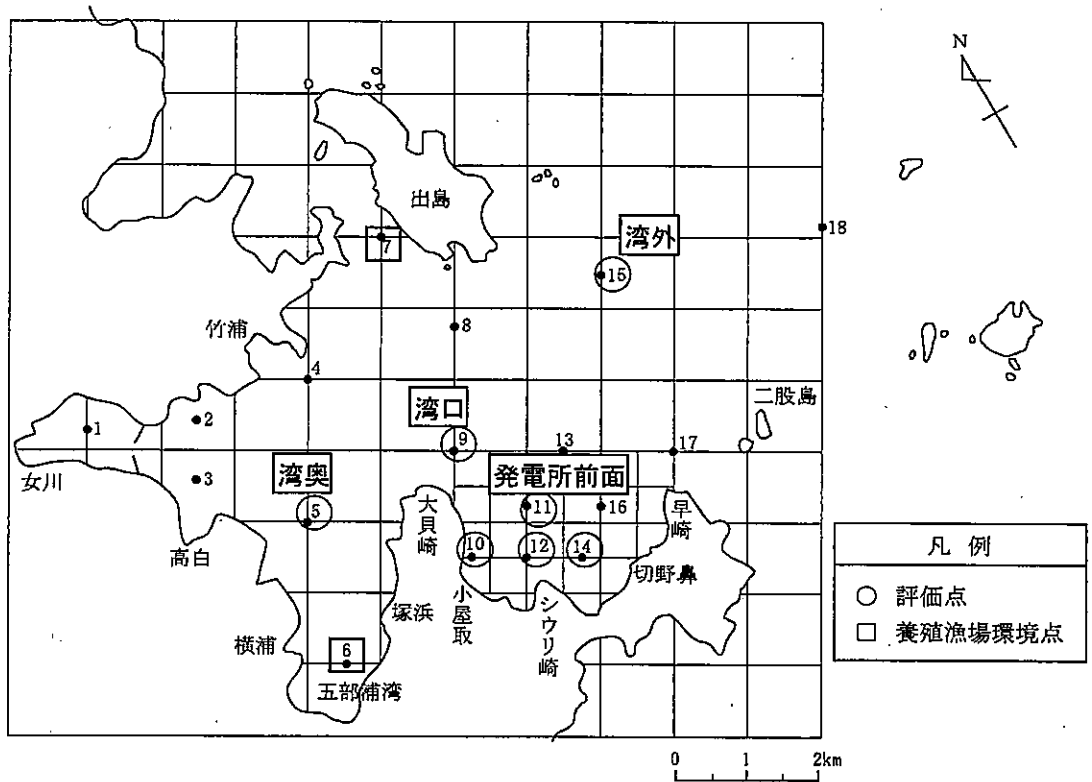 N
出島
湾外
7
15
18
竹浦
8
4
二股島
湾口
1
2
9
13
17
女川
湾奥
発電所前面
3
5
大貝崎
11
16
早崎
高白
10
12
14
切野鼻
塚浜
小屋取
シウリ崎
横浦
6
五部浦湾
凡例
評価点
養殖漁場環境点
0 1 2km